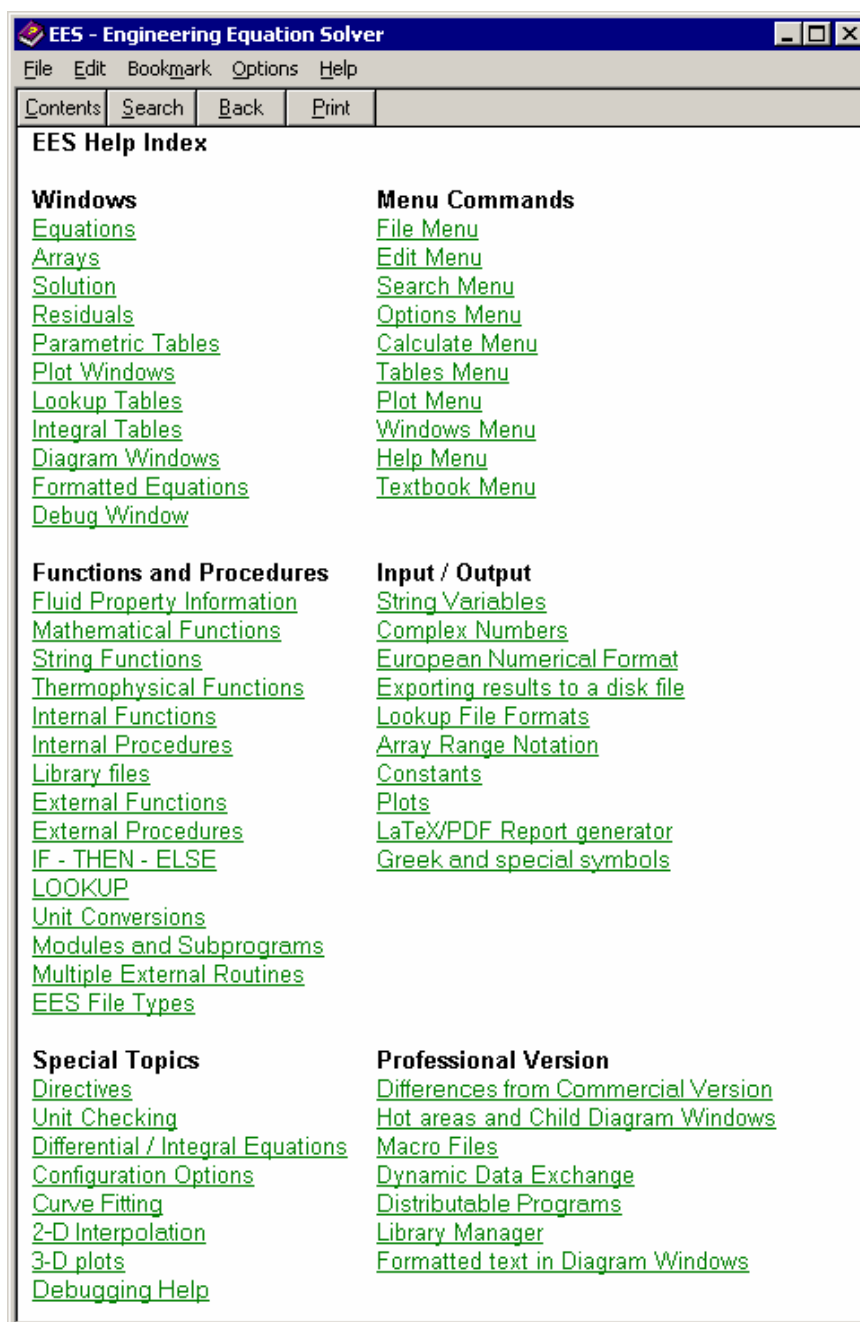 EES - Engineering Equation Solver
File Edit Bookmark Options Help
Contents Search Back Print
EES Help Index
Windows
Equations
Arrays
Solution
Residuals
Parametric Tables
Plot Windows
Lookup Tables
Integral Tables
Diagram Windows
Formatted Equations
Debug Window
Menu Commands
File Menu
Edit Menu
Search Menu
Options Menu
Calculate Menu
Tables Menu
Plot Menu
Windows Menu
Help Menu
Textbook Menu
Functions and Procedures
Fluid Property Information
Mathematical Functions
String Functions
Thermophysical Functions
Internal Functions
Internal Procedures
Library files
External Functions
External Procedures
IF - THEN - ELSE
LOOKUP
Unit Conversions
Modules and Subprograms
Multiple External Routines
EES File Types
Input / Output
String Variables
Complex Numbers
European Numerical Format
Exporting results to a disk file
Lookup File Formats
Array Range Notation
Constants
Plots
LaTeX/PDF Report generator
Greek and special symbols
Special Topics
Directives
Unit Checking
Differential / Integral Equations
Configuration Options
Curve Fitting
2-D Interpolation
3-D plots
Debugging Help
Professional Version
Differences from Commercial Version
Hot areas and Child Diagram Windows
Macro Files
Dynamic Data Exchange
Distributable Programs
Library Manager
Formatted text in Diagram Windows